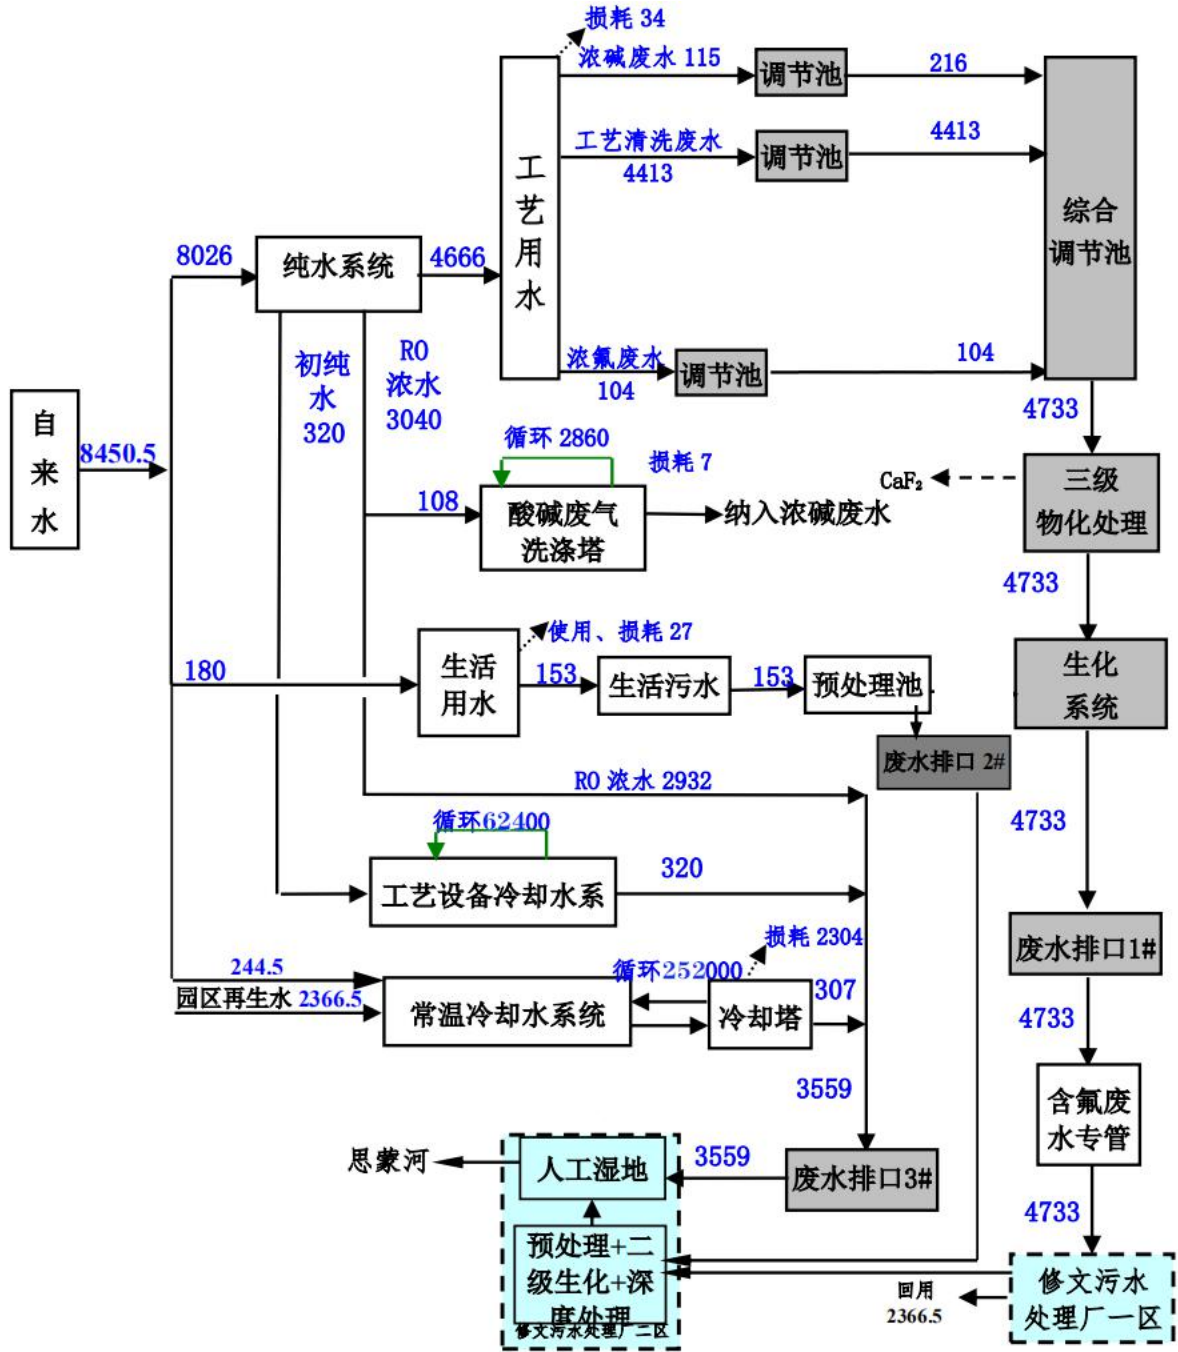 损耗 34
浓碱废水 115
调节池
216
工艺清洗废水
4413
调节池
4413
工
艺
用
水
综合
调节池
8026
纯水系统
4666
初纯
水
320
RO
浓水
3040
浓氟废水
104
调节池
104
4733
自
来
水
8450.5
循环 2860
损耗 7
108
酸碱废气
洗涤塔
纳入浓碱废水
CaF₂
三级
物化处理
4733
使用、损耗 27
180
生活
用水
153
生活污水
153
预处理池
生化
系统
废水排口 2#
RO 浓水 2932
4733
循环62400
工艺设备冷却水系
320
废水排口1#
损耗 2304
244.5
园区再生水 2366.5
循环252000
常温冷却水系统
冷却塔
307
4733
3559
含氟废
水专管
思蒙河
人工湿地
3559
废水排口3#
4733
预处理+二
级生化+深
度处理
修文污水处理厂二区
回用
2366.5
修文污水
处理厂一区